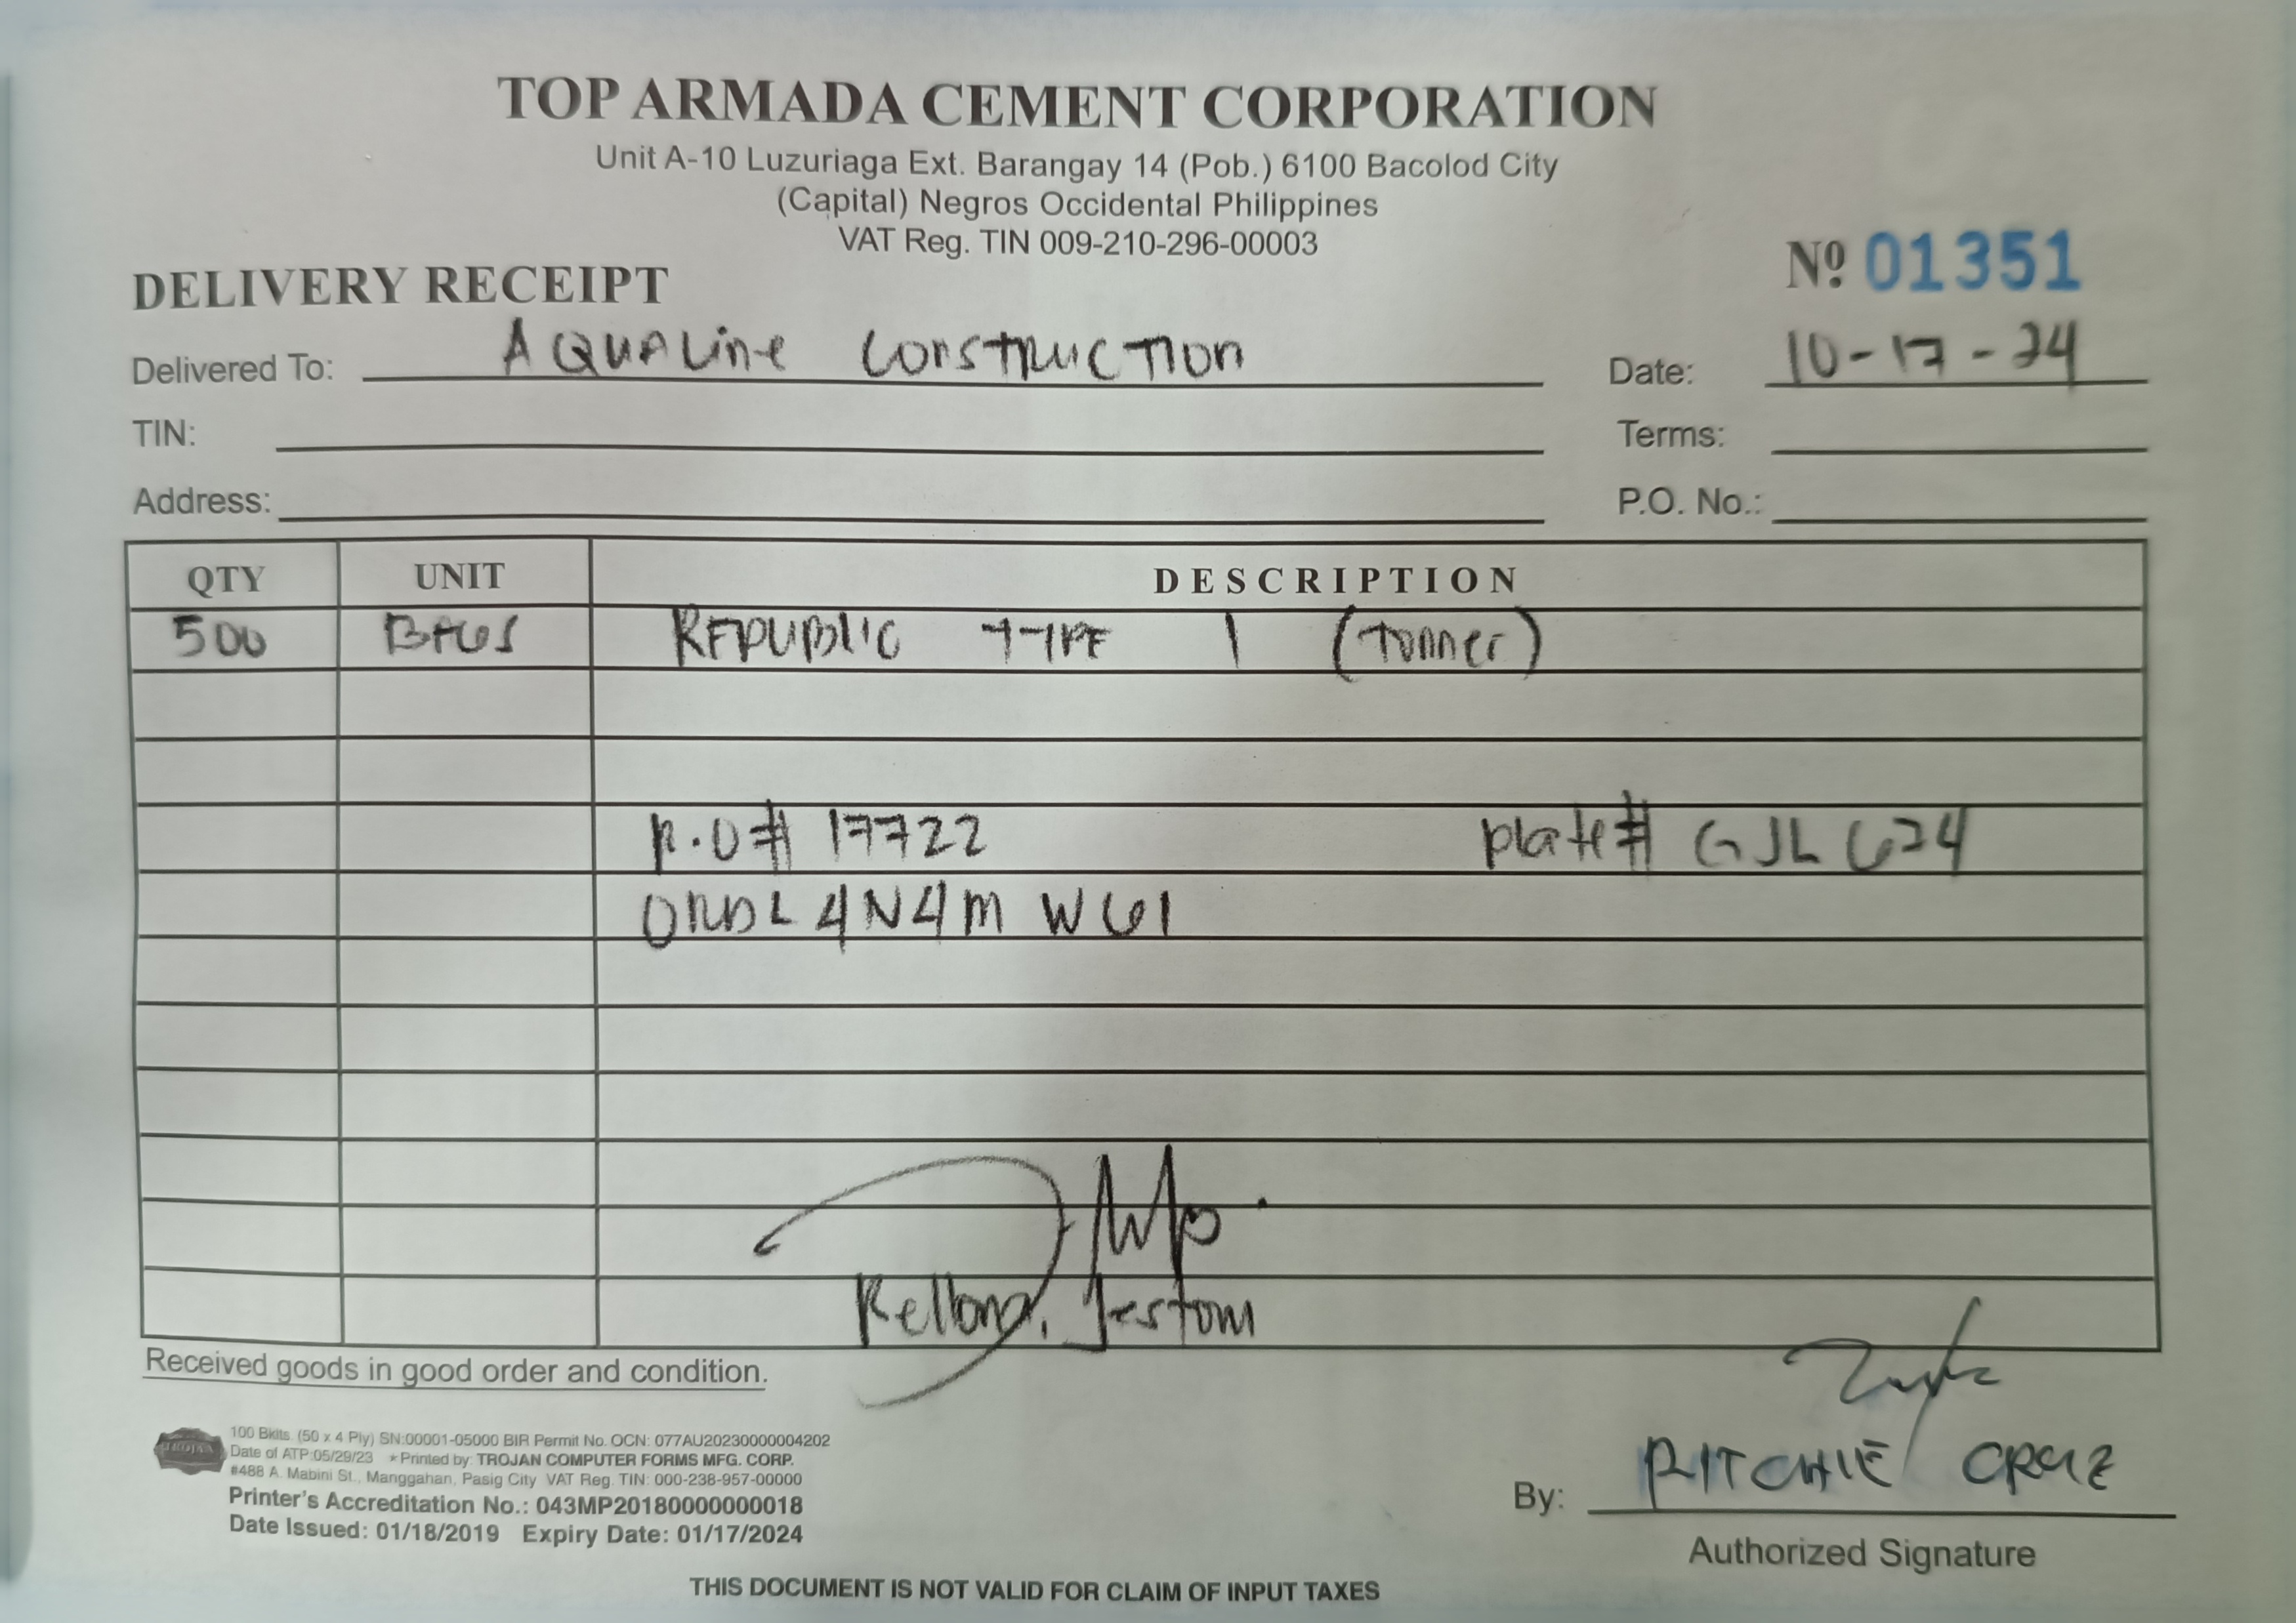 TOP ARMADA CEMENT CORPORATION
Unit A-10 Luzuriaga Ext. Barangay 14 (Pob.) 6100 Bacolod City
(Capital) Negros Occidental Philippines
VAT Reg. TIN 009-210-296-00003
DELIVERY RECEIPT
Nº 01351
Delivered To: AQUALine CONSTRUCTION
Date: 10-17-24
TIN:
Terms:
Address:
P.O. No.:
QTY UNIT DESCRIPTION
500 BAGS REPUBLIC TYPE 1 (Tonner)
P.O# 17722 plate# GJL 624
4N4M W61
Jestom
Received goods in good order and condition.
TROJAN
100 Bklts (50 x 4 Ply) SN:00001-05000 BIR Permit No. OCN: 077AU20230000004202
Date of ATP:05/29/23 * Printed by: TROJAN COMPUTER FORMS MFG. CORP.
#488 A. Mabini St., Manggahan, Pasig City VAT Reg. TIN: 000-238-957-00000
Printer's Accreditation No.: 043MP20180000000018
Date Issued: 01/18/2019 Expiry Date: 01/17/2024
By: RITCHIE CRUZ
Authorized Signature
THIS DOCUMENT IS NOT VALID FOR CLAIM OF INPUT TAXES